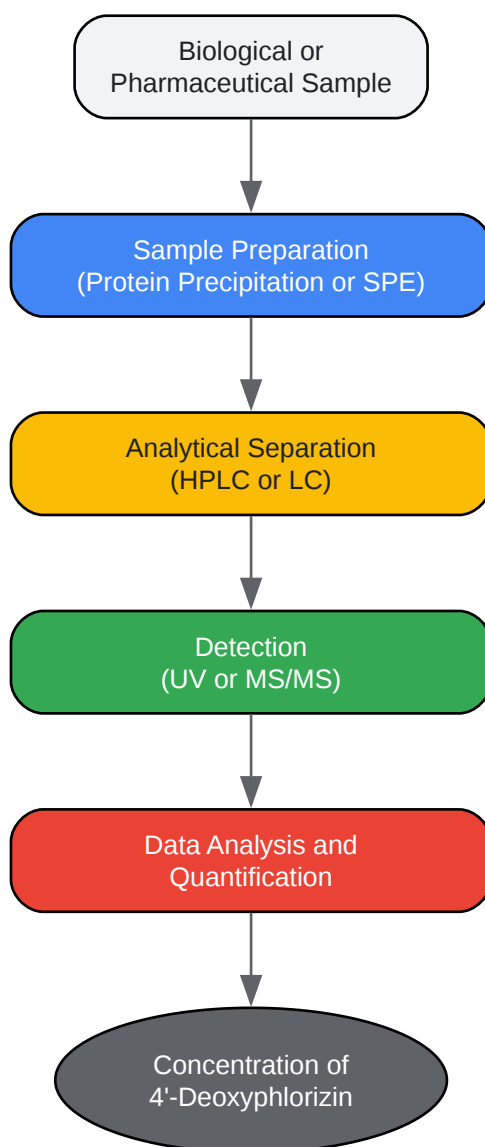 Biological or
Pharmaceutical Sample
Sample Preparation
(Protein Precipitation or SPE)
Analytical Separation
(HPLC or LC)
Detection
(UV or MS/MS)
Data Analysis and
Quantification
Concentration of
4'-Deoxyphlorizin